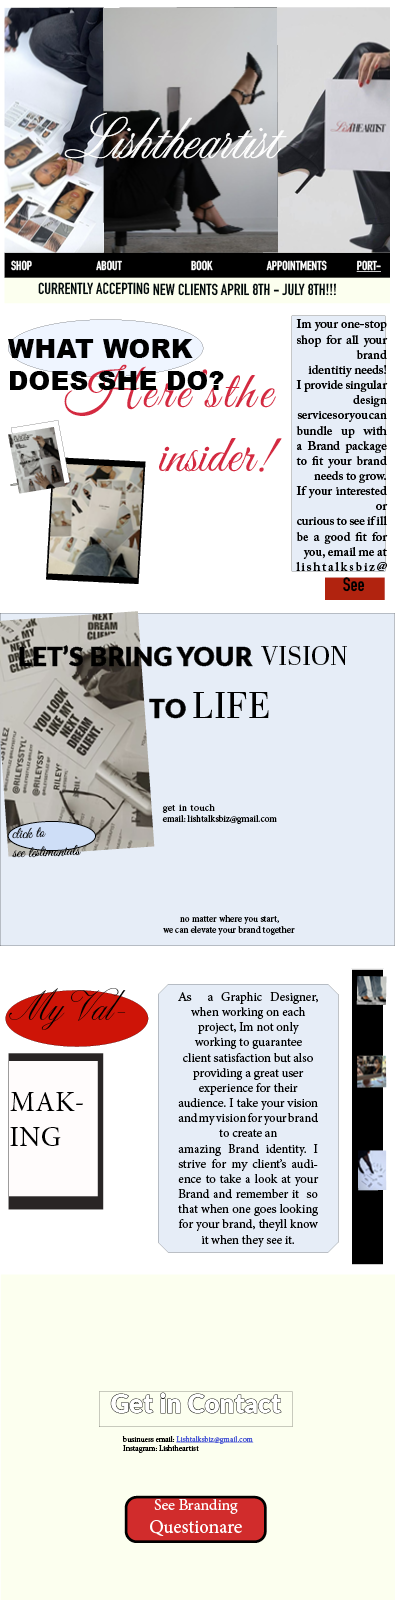 Lishtheartist
LishTHEARTIST
SHOP ABOUT BOOK APPOINTMENTS PORT-
CURRENTLY ACCEPTING NEW CLIENTS APRIL 8TH - JULY 8TH!!!
WHAT WORK
DOES SHE DO?
Here's the
insider!
Im your one-stop
shop for all your
brand
identitiy needs!
I provide singular
design
services or you can
bundle up with
a Brand package
to fit your brand
needs to grow.
If your interested
or
curious to see if ill
be a good fit for
you, email me at
lishtalksbiz@
See
LET'S BRING YOUR VISION
TO LIFE
NEXT
DREAM
CLIENT.
YOU LOOK
LIKE MY
NEXT
DREAM
CLIENT.
@RILEYSSTYL
click to
see testimonials
get in touch
email: lishtalksbiz@gmail.com
no matter where you start,
we can elevate your brand together
My Val-
MAK-
ING
As a Graphic Designer,
when working on each
project, Im not only
working to guarantee
client satisfaction but also
providing a great user
experience for their
audience. I take your vision
and my vision for your brand
to create an
amazing Brand identity. I
strive for my client's audi-
ence to take a look at your
Brand and remember it so
that when one goes looking
for your brand, theyll know
it when they see it.
Get in Contact
businuess email: Lishtalksbiz@gmail.com
Instagram: Lishtheartist
See Branding
Questionare